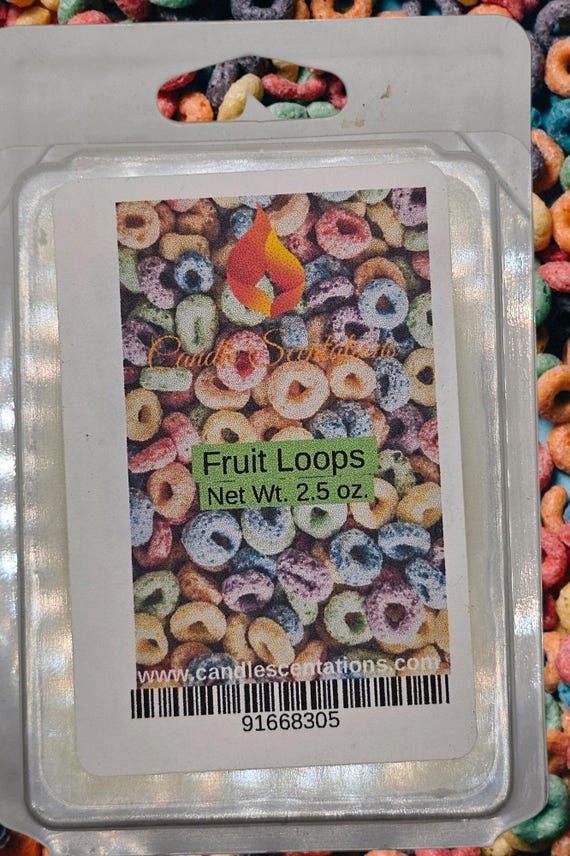 Candle Scentations
Fruit Loops
Net Wt. 2.5 oz.
www.candlescentations.com
91668305